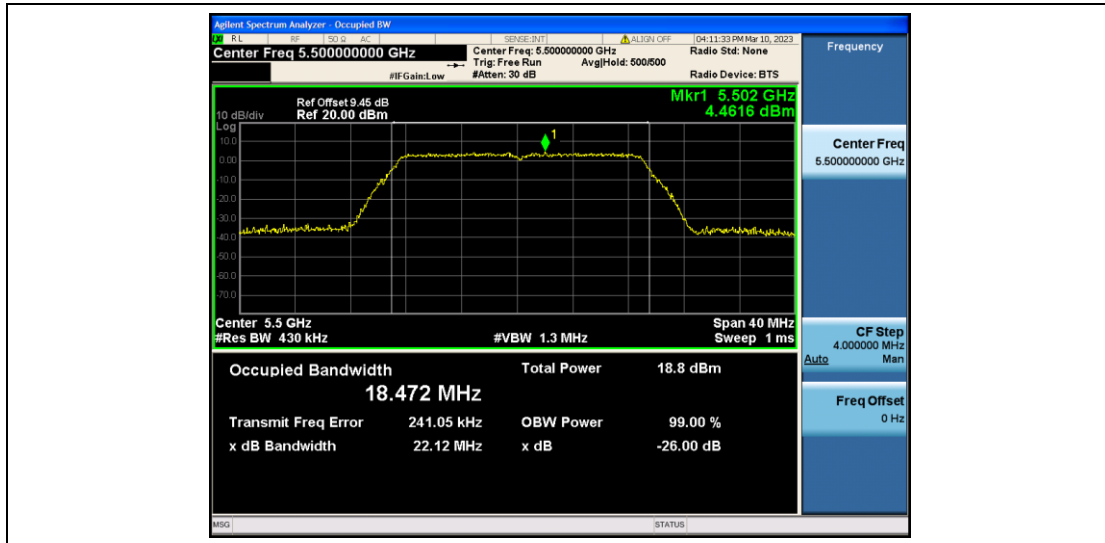 Agilent Spectrum Analyzer - Occupied BW
RL RF 50 Ω AC SENSE:INT ALIGN OFF 04:11:33 PM Mar 10, 2023
Center Freq 5.500000000 GHz
Center Freq: 5.500000000 GHz
Radio Std: None
Trig: Free Run Avg|Hold: 500/500
#IFGain:Low
#Atten: 30 dB
Radio Device: BTS
Frequency
Mkr1 5.502 GHz
4.4616 dBm
Ref Offset 9.45 dB
10 dB/div Ref 20.00 dBm
Log
1
10.0
0.00
-10.0
-20.0
-30.0
-40.0
-50.0
-60.0
-70.0
Center 5.5 GHz Span 40 MHz
#Res BW 430 kHz #VBW 1.3 MHz Sweep 1 ms
Occupied Bandwidth Total Power 18.8 dBm
18.472 MHz
Transmit Freq Error 241.05 kHz OBW Power 99.00 %
x dB Bandwidth 22.12 MHz x dB -26.00 dB
Center Freq
5.500000000 GHz
CF Step
4.000000 MHz
Auto Man
Freq Offset
0 Hz
MSG STATUS